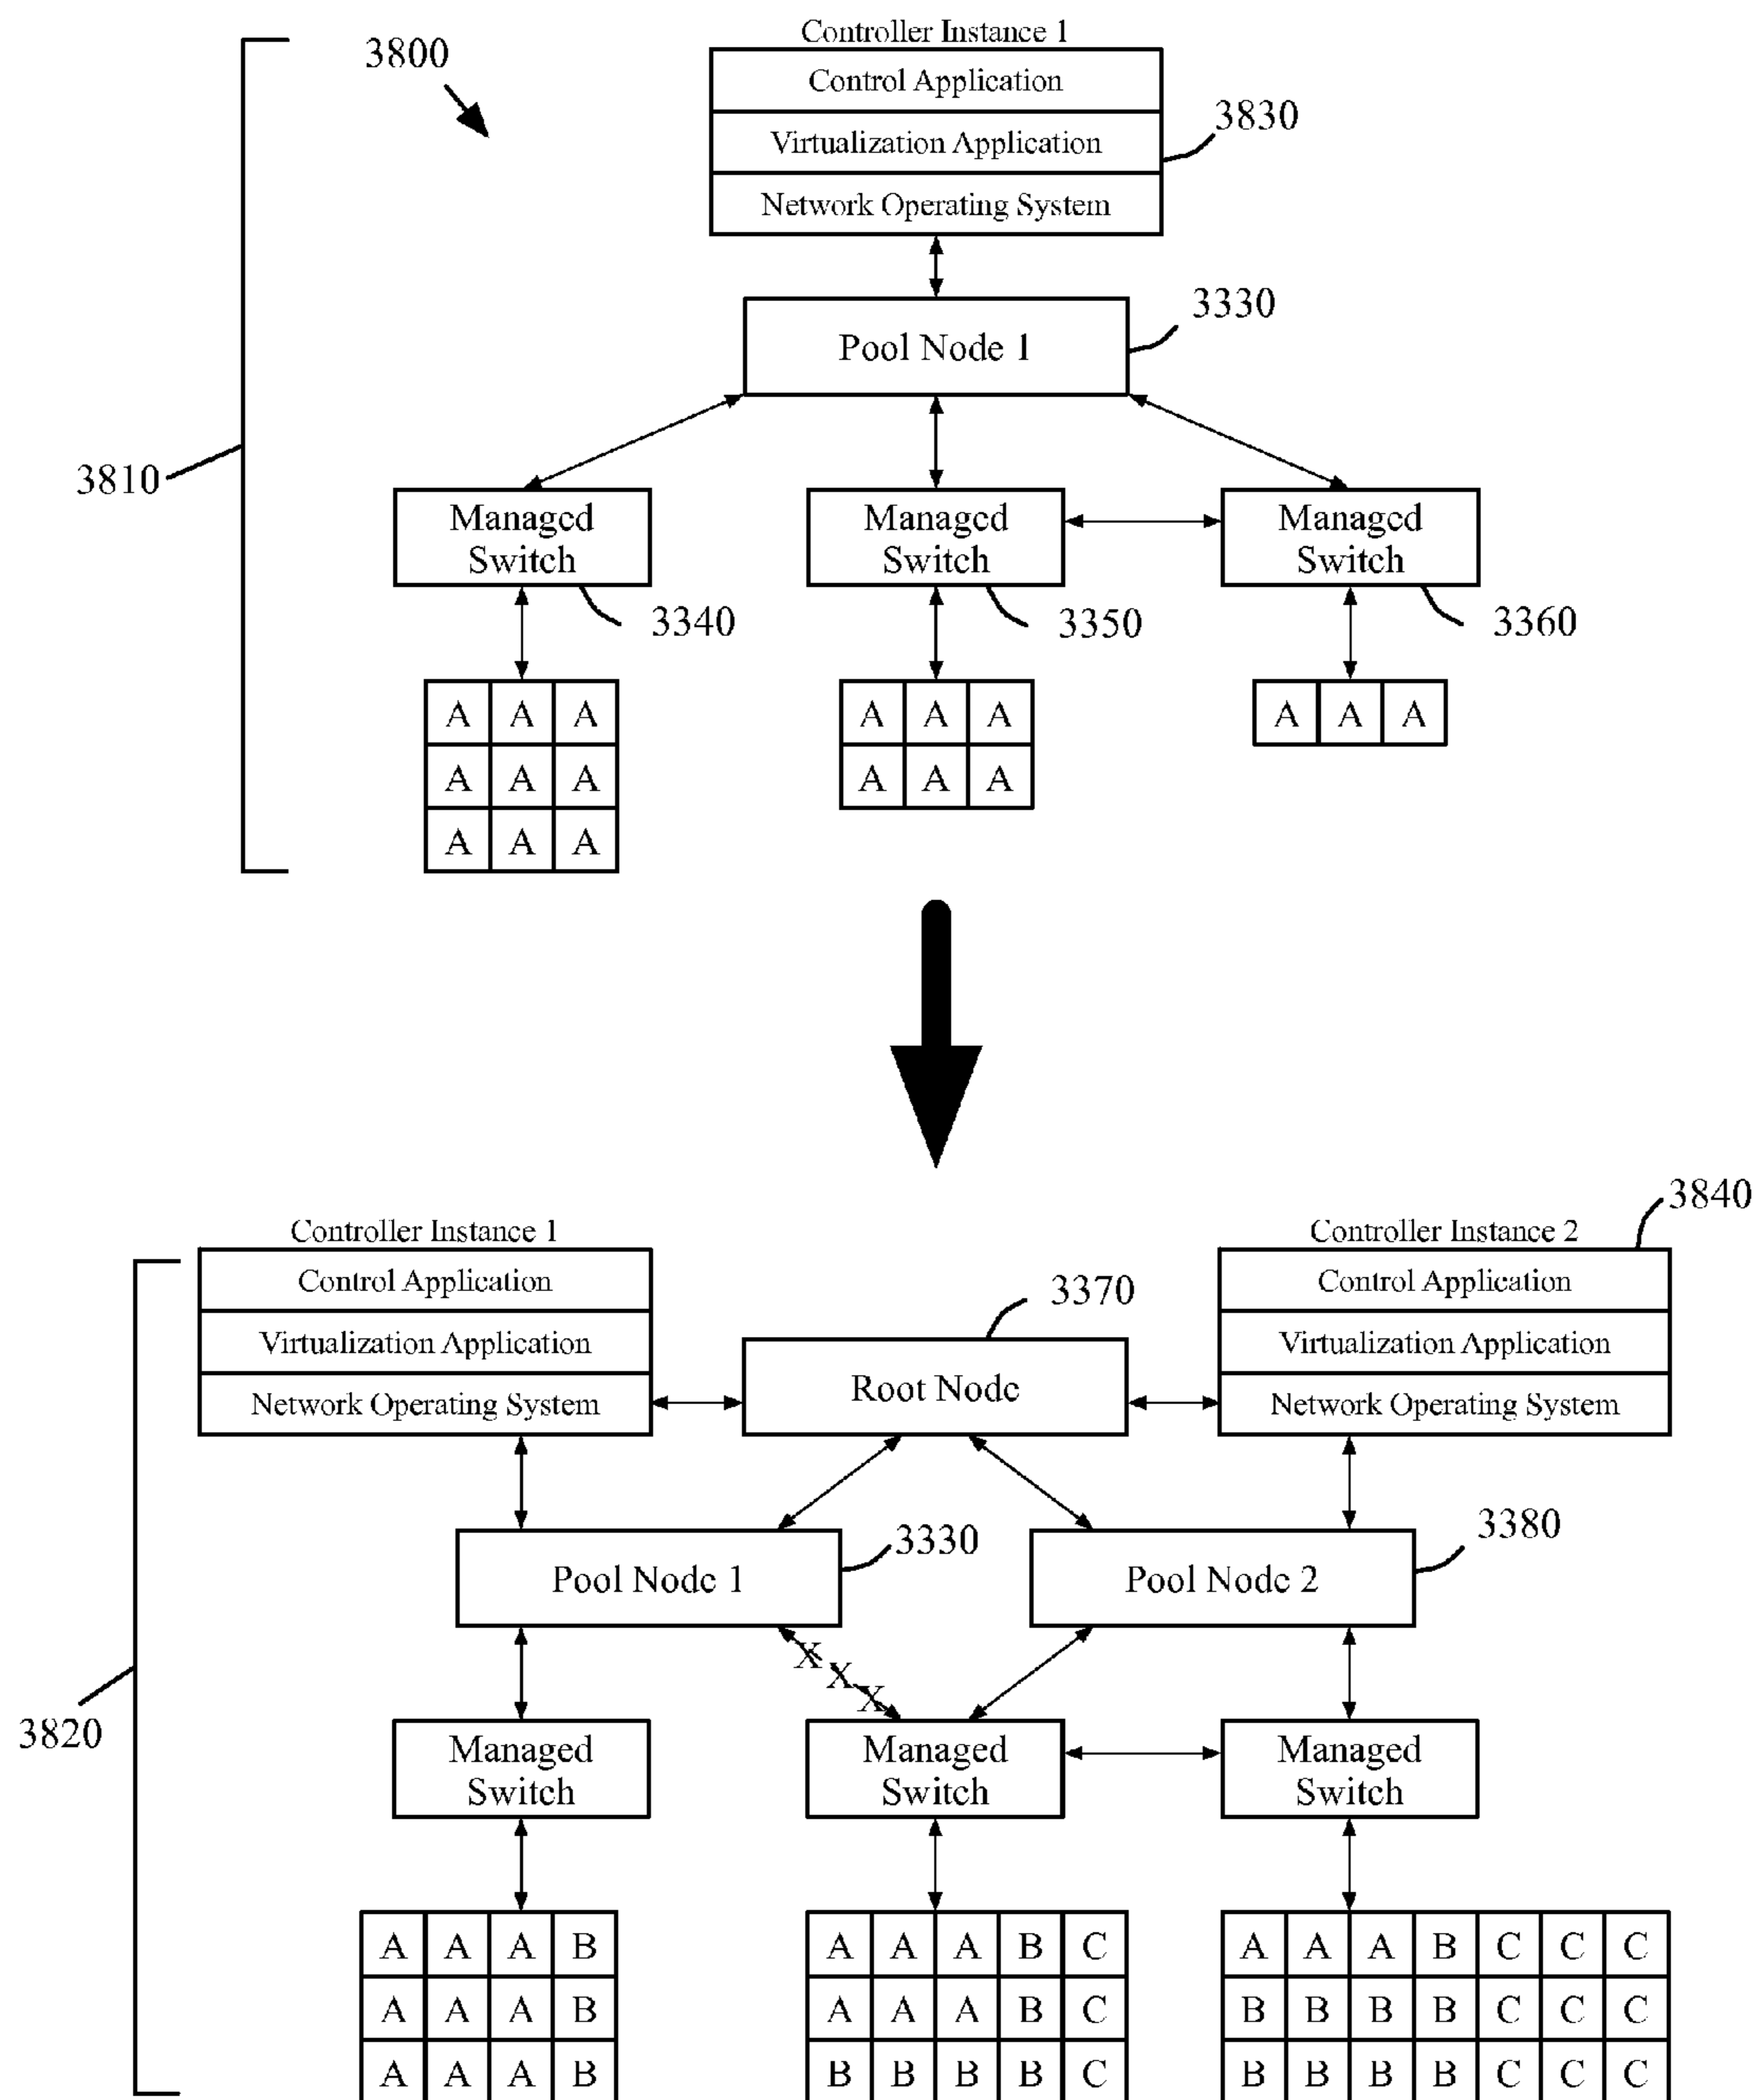 Controller Instance 1
3800
Control Application
3830
Virtualization Application
Network Operating System
3330
Pool Node 1
3810
Managed Switch
Managed Switch
Managed Switch
3340
3350
3360
A A A
A A A
A A A
A A A
A A A
A A A
3840
Controller Instance 1
Controller Instance 2
Control Application
Control Application
3370
Virtualization Application
Virtualization Application
Root Node
Network Operating System
Network Operating System
3330
3380
Pool Node 1
Pool Node 2
X
X
X
3820
Managed Switch
Managed Switch
Managed Switch
A A A B
A A A B C
A A A B C C C
A A A B
A A A B C
B B B B C C C
A A A B
B B B B C
B B B B C C C